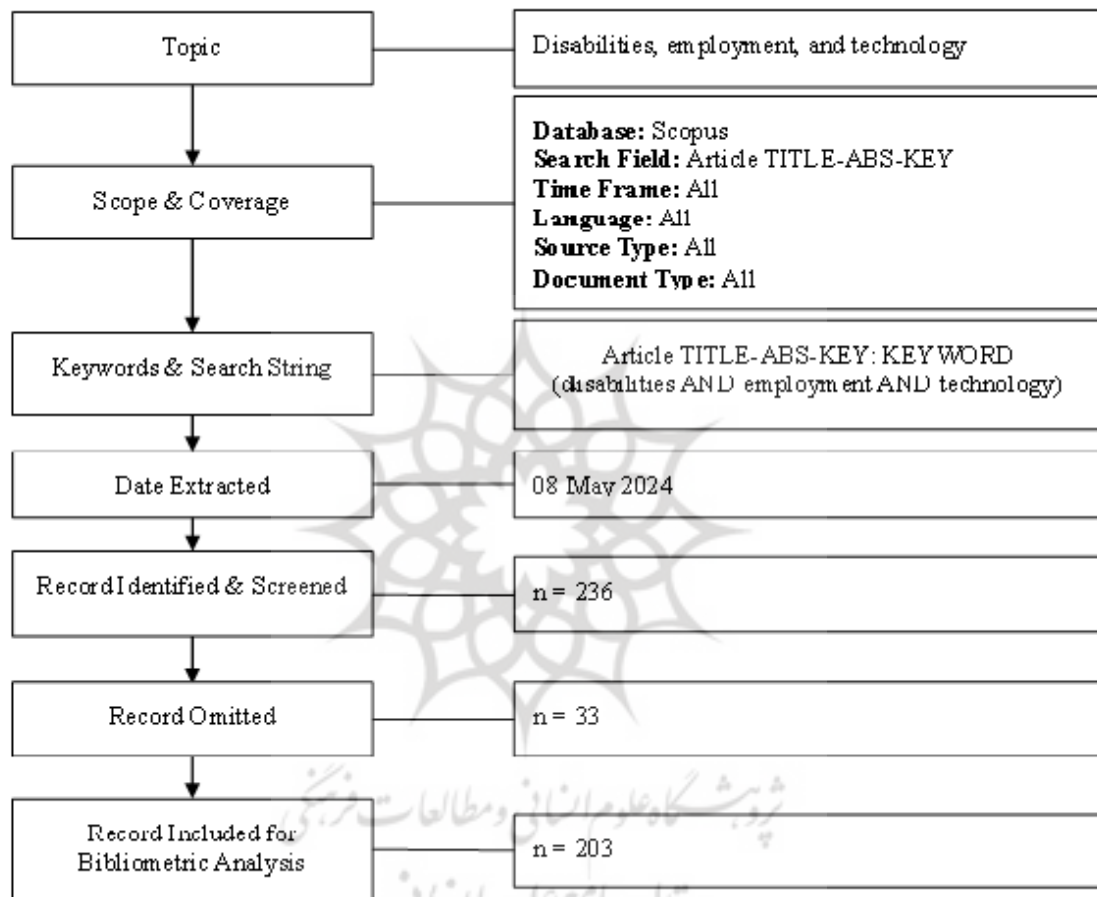 Topic
Disabilities, employment, and technology
Scope & Coverage
Database: Scopus
Search Field: Article TITLE-ABS-KEY
Time Frame: All
Language: All
Source Type: All
Document Type: All
Keywords & Search String
Article TITLE-ABS-KEY: KEYWORD
(disabilities AND employment AND technology)
Date Extracted
08 May 2024
Record Identified & Screened
n = 236
Record Omitted
n = 33
پژوهشگاه علوم انسانی و مطالعات فرهنگی
Record Included for
Bibliometric Analysis
n = 203